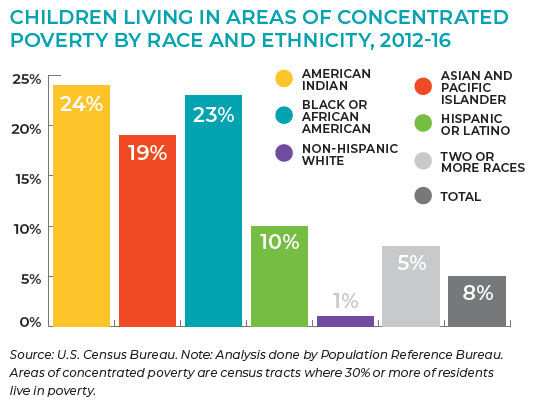 CHILDREN LIVING IN AREAS OF CONCENTRATED
POVERTY BY RACE AND ETHNICITY, 2012-16
25%
20%
15%
10%
5%
0%
24%
19%
23%
10%
1%
5%
8%
AMERICAN
INDIAN
BLACK OR
AFRICAN
AMERICAN
NON-HISPANIC
WHITE
ASIAN AND
PACIFIC
ISLANDER
HISPANIC
OR LATINO
TWO OR
MORE RACES
TOTAL
Source: U.S. Census Bureau. Note: Analysis done by Population Reference Bureau.
Areas of concentrated poverty are census tracts where 30% or more of residents
live in poverty.